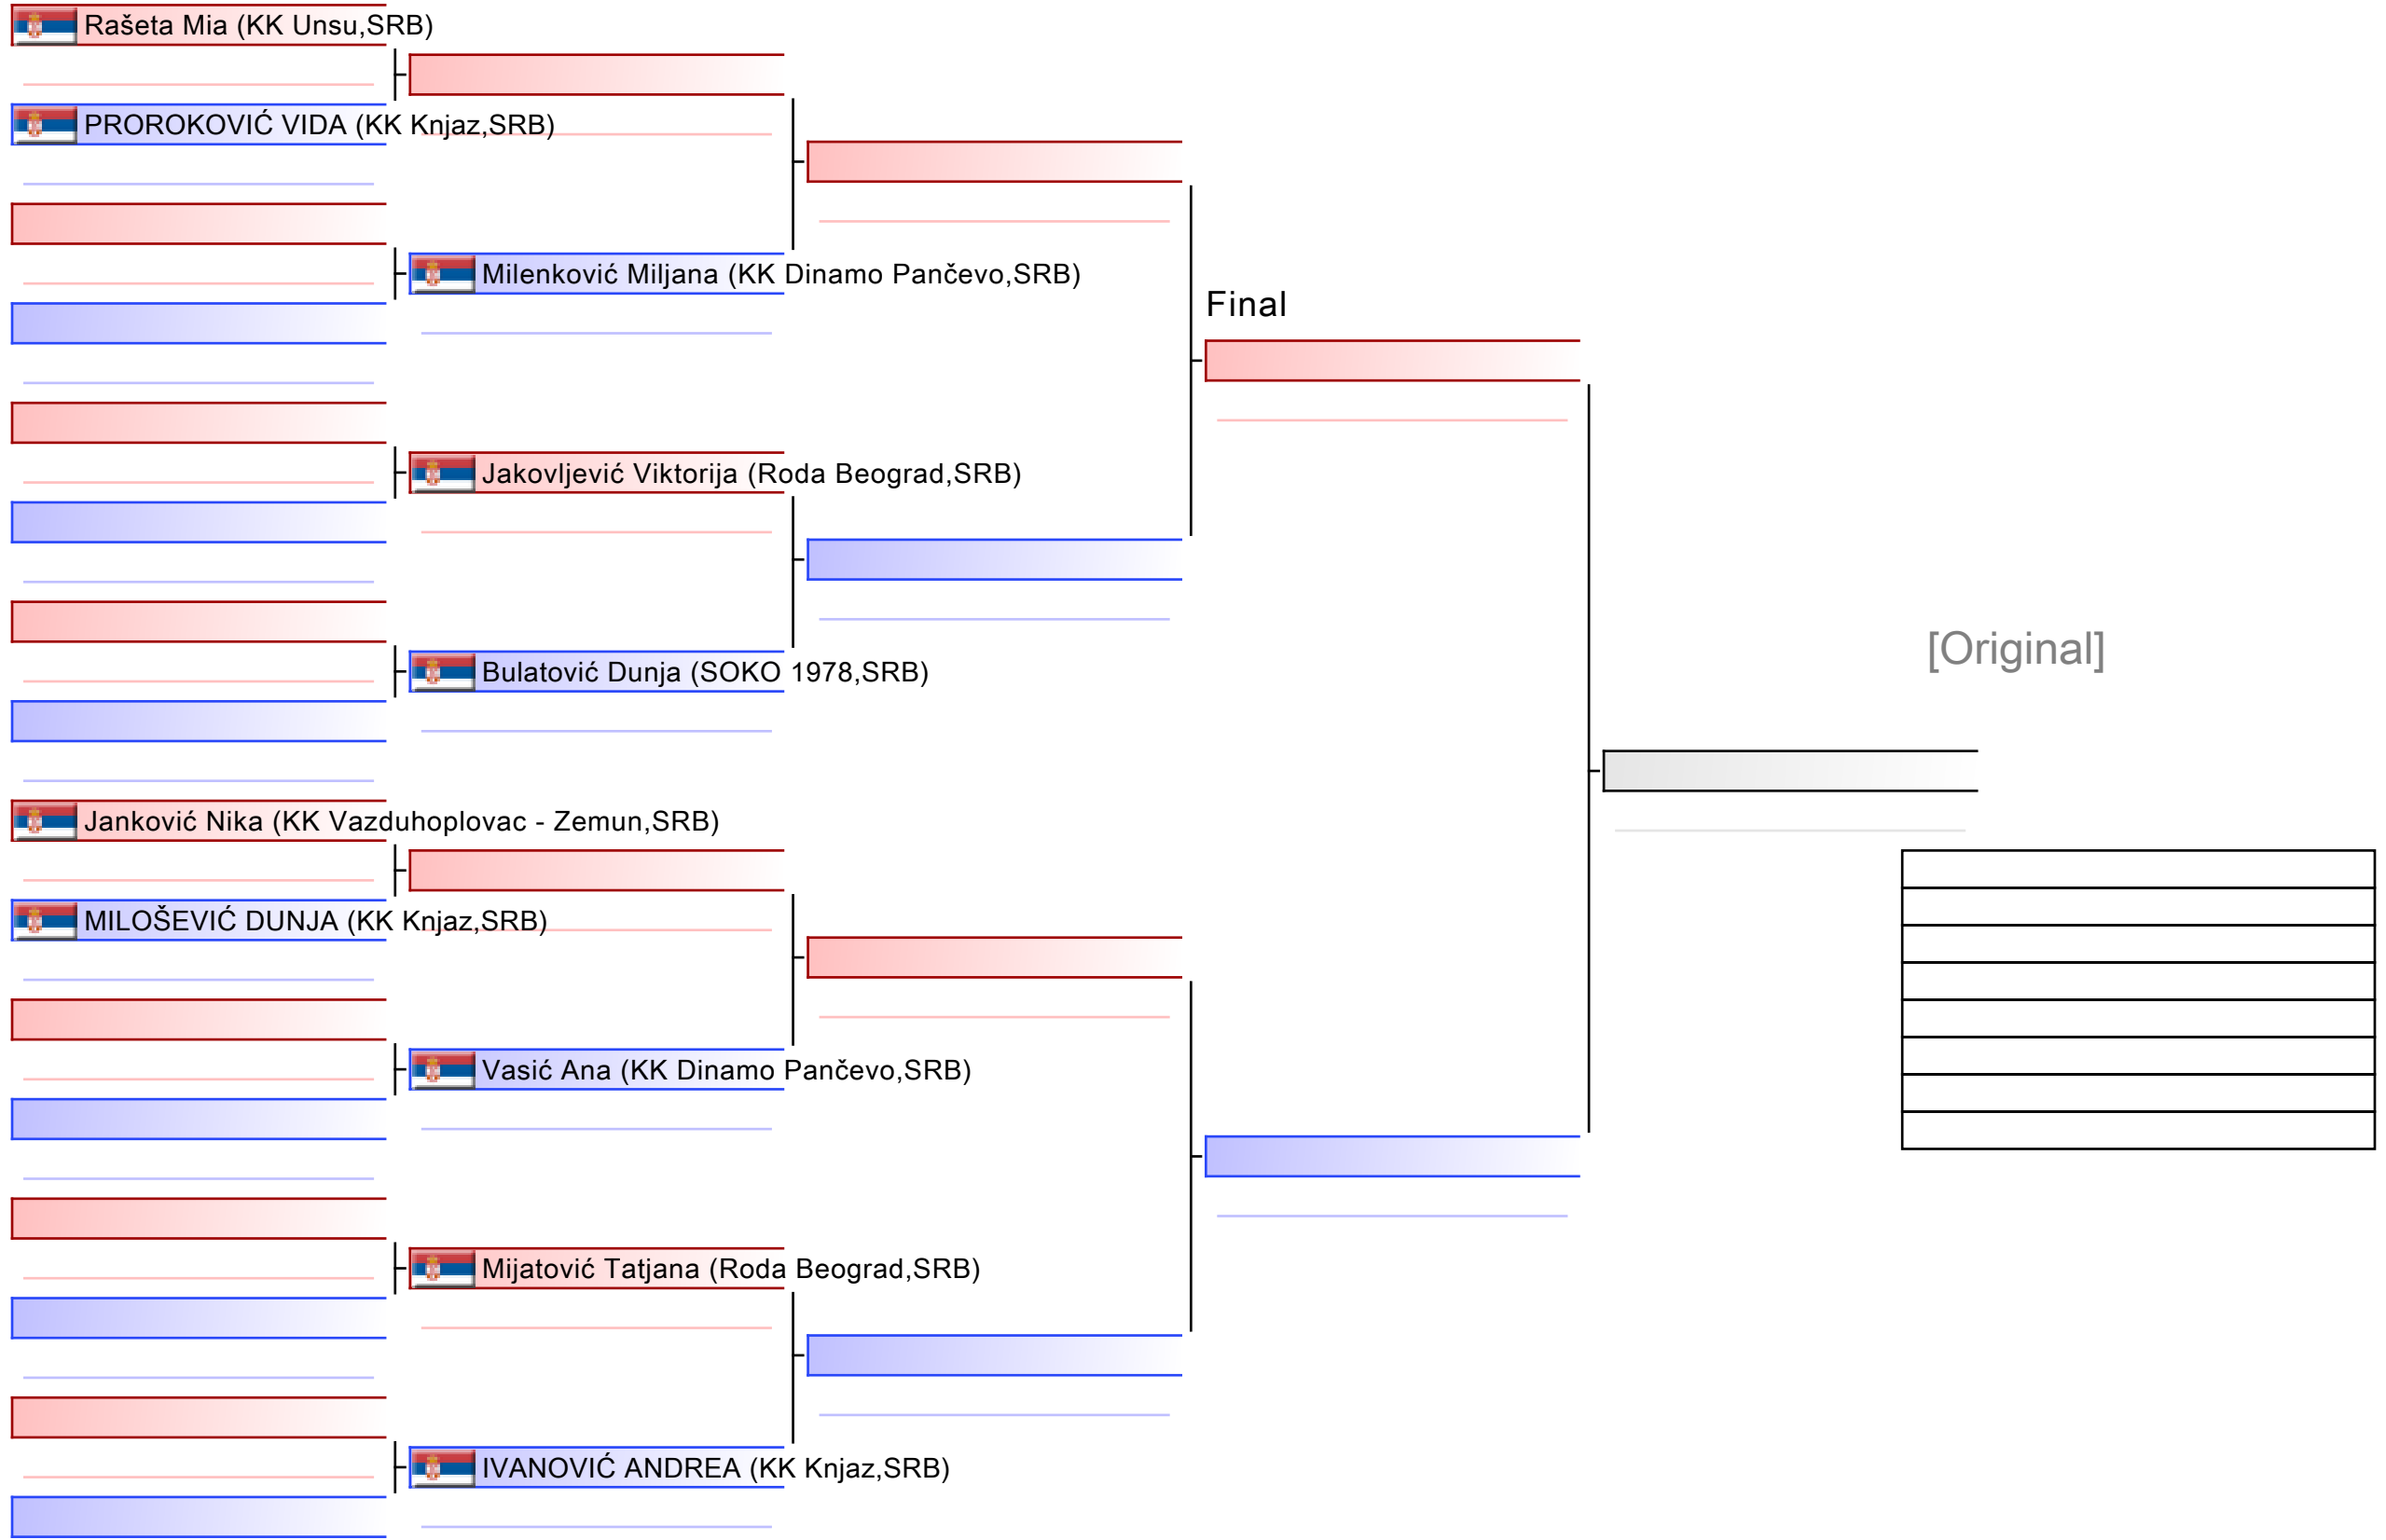 Rašeta Mia (KK Unsu,SRB)
PROROKOVIĆ VIDA (KK Knjaz,SRB)
Milenković Miljana (KK Dinamo Pančevo,SRB)
Final
Jakovljević Viktorija (Roda Beograd,SRB)
[Original]
Bulatović Dunja (SOKO 1978,SRB)
Janković Nika (KK Vazduhoplovac - Zemun,SRB)
MILOŠEVIĆ DUNJA (KK Knjaz,SRB)
Vasić Ana (KK Dinamo Pančevo,SRB)
Mijatović Tatjana (Roda Beograd,SRB)
IVANOVIĆ ANDREA (KK Knjaz,SRB)